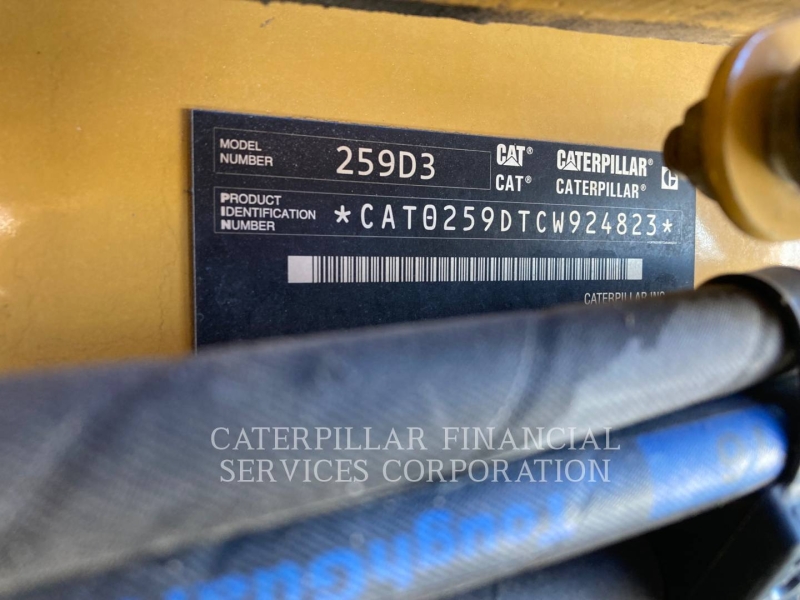 MODEL
NUMBER
259D3
CAT®
CAT®
CATERPILLAR®
CATERPILLAR®
C
PRODUCT
IDENTIFICATION
NUMBER
*CAT0259DTCW924823*
CATERPILLAR INC
CATERPILLAR FINANCIAL
SERVICES CORPORATION